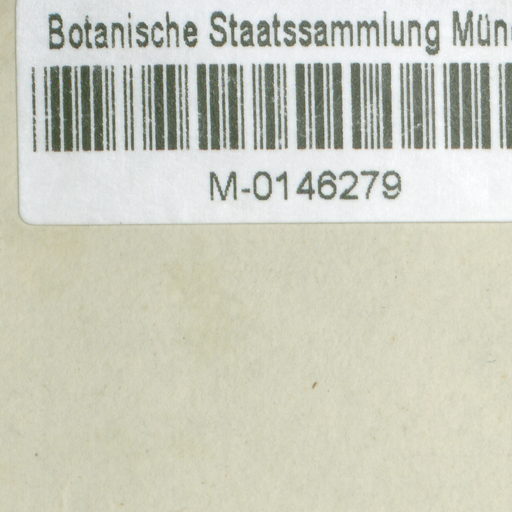 Botanische Staatssammlung Mün
M-0146279